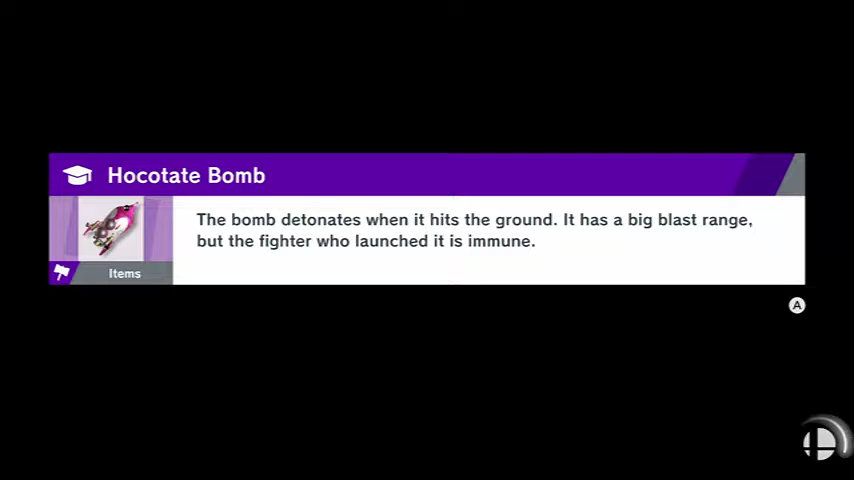 Hocotate Bomb
The bomb detonates when it hits the ground. It has a big blast range,
but the fighter who launched it is immune.
Items
A